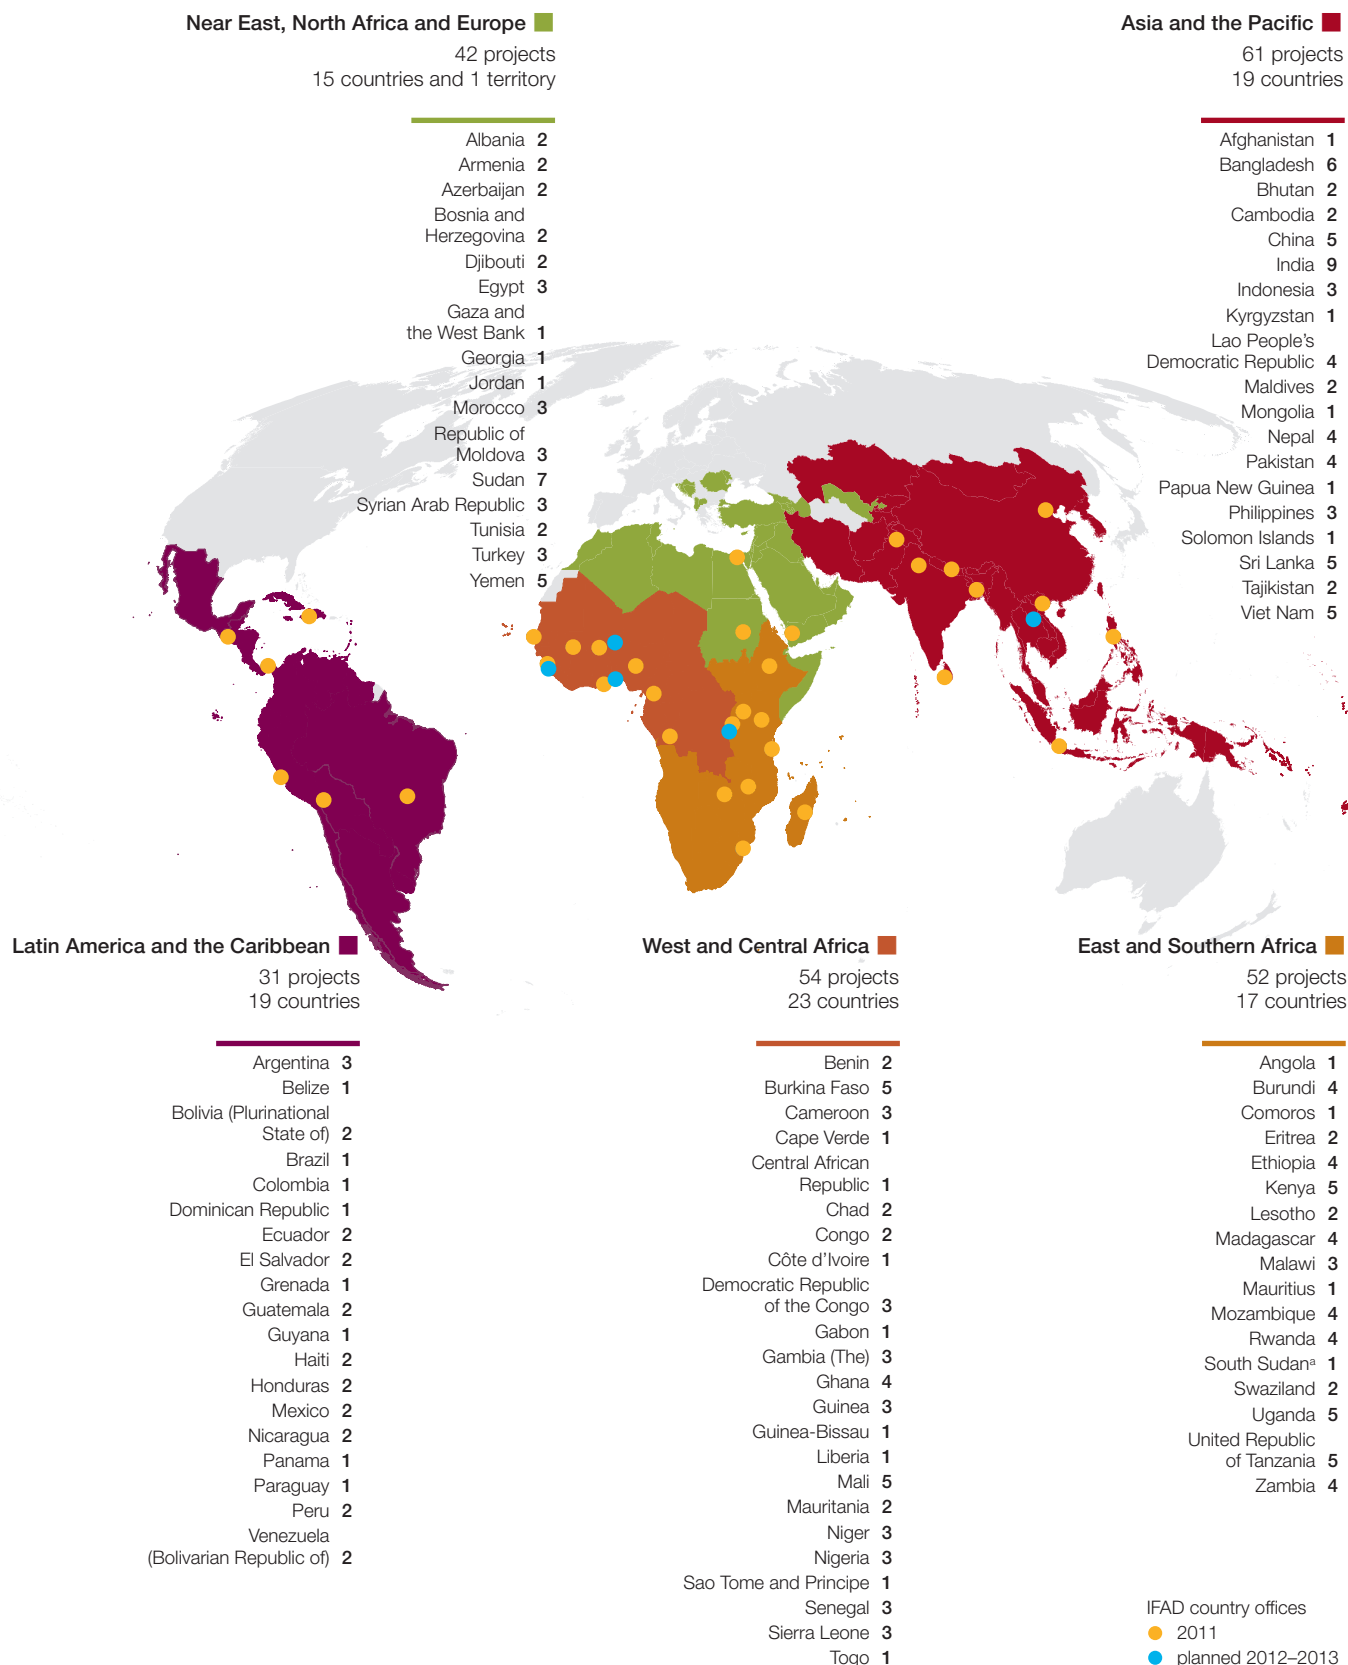 Near East, North Africa and Europe
42 projects
15 countries and 1 territory
Albania 2
Armenia 2
Azerbaijan 2
Bosnia and
Herzegovina 2
Djibouti 2
Egypt 3
Gaza and
the West Bank 1
Georgia 1
Jordan 1
Morocco 3
Republic of
Moldova 3
Sudan 7
Syrian Arab Republic 3
Tunisia 2
Turkey 3
Yemen 5
Asia and the Pacific
61 projects
19 countries
Afghanistan 1
Bangladesh 6
Bhutan 2
Cambodia 2
China 5
India 9
Indonesia 3
Kyrgyzstan 1
Lao People's
Democratic Republic 4
Maldives 2
Mongolia 1
Nepal 4
Pakistan 4
Papua New Guinea 1
Philippines 3
Solomon Islands 1
Sri Lanka 5
Tajikistan 2
Viet Nam 5
Latin America and the Caribbean
31 projects
19 countries
Argentina 3
Belize 1
Bolivia (Plurinational
State of) 2
Brazil 1
Colombia 1
Dominican Republic 1
Ecuador 2
El Salvador 2
Grenada 1
Guatemala 2
Guyana 1
Haiti 2
Honduras 2
Mexico 2
Nicaragua 2
Panama 1
Paraguay 1
Peru 2
Venezuela
(Bolivarian Republic of) 2
West and Central Africa
54 projects
23 countries
Benin 2
Burkina Faso 5
Cameroon 3
Cape Verde 1
Central African
Republic 1
Chad 2
Congo 2
Côte d'Ivoire 1
Democratic Republic
of the Congo 3
Gabon 1
Gambia (The) 3
Ghana 4
Guinea 3
Guinea-Bissau 1
Liberia 1
Mali 5
Mauritania 2
Niger 3
Nigeria 3
Sao Tome and Principe 1
Senegal 3
Sierra Leone 3
Togo 1
East and Southern Africa
52 projects
17 countries
Angola 1
Burundi 4
Comoros 1
Eritrea 2
Ethiopia 4
Kenya 5
Lesotho 2
Madagascar 4
Malawi 3
Mauritius 1
Mozambique 4
Rwanda 4
South Sudanᵃ 1
Swaziland 2
Uganda 5
United Republic
of Tanzania 5
Zambia 4
IFAD country offices
2011
planned 2012–2013